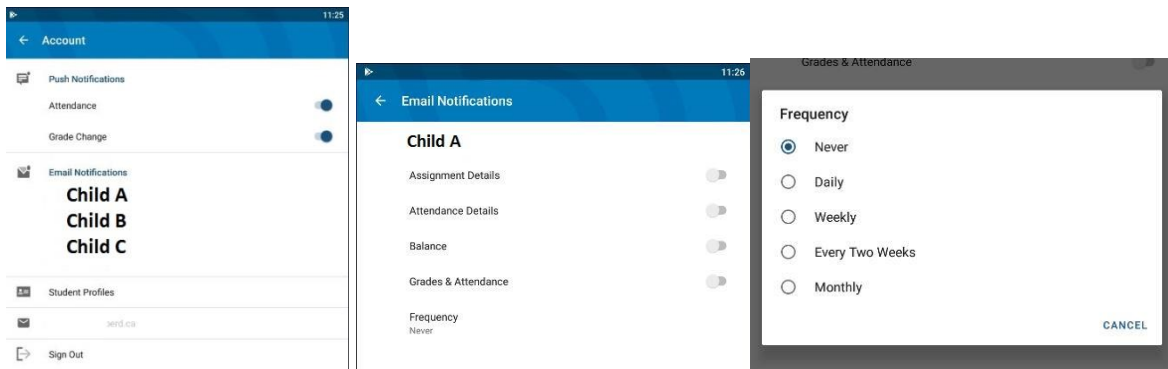 11:25
Account
Push Notifications
Attendance
Grade Change
Email Notifications
Child A
Child B
Child C
Student Profiles
Sign Out
11:26
Email Notifications
Child A
Assignment Details
Attendance Details
Balance
Grades & Attendance
Frequency
Never
Grades & Attendance
Frequency
Never
Daily
Weekly
Every Two Weeks
Monthly
CANCEL